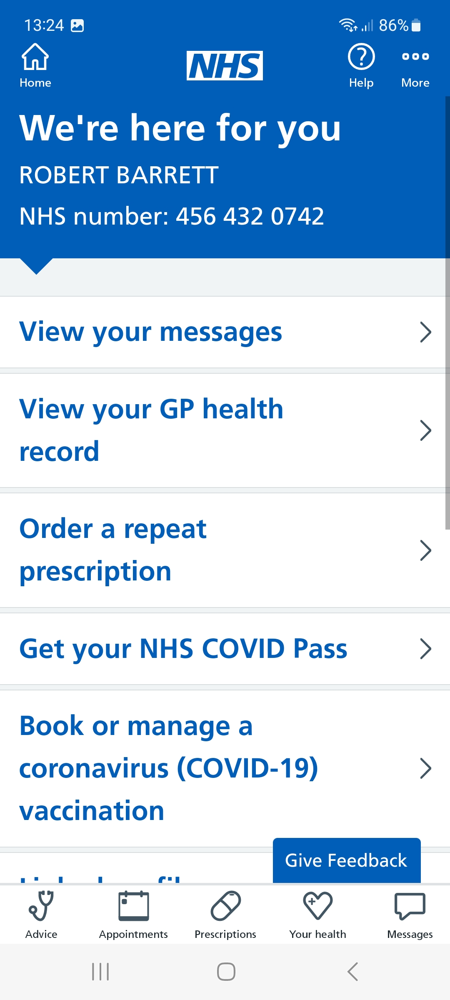 13:24
86%
Home
NHS
Help
More
We're here for you
ROBERT BARRETT
NHS number: 456 432 0742
View your messages
View your GP health
record
Order a repeat
prescription
Get your NHS COVID Pass
Book or manage a
coronavirus (COVID-19)
vaccination
Give Feedback
Advice
Appointments
Prescriptions
Your health
Messages